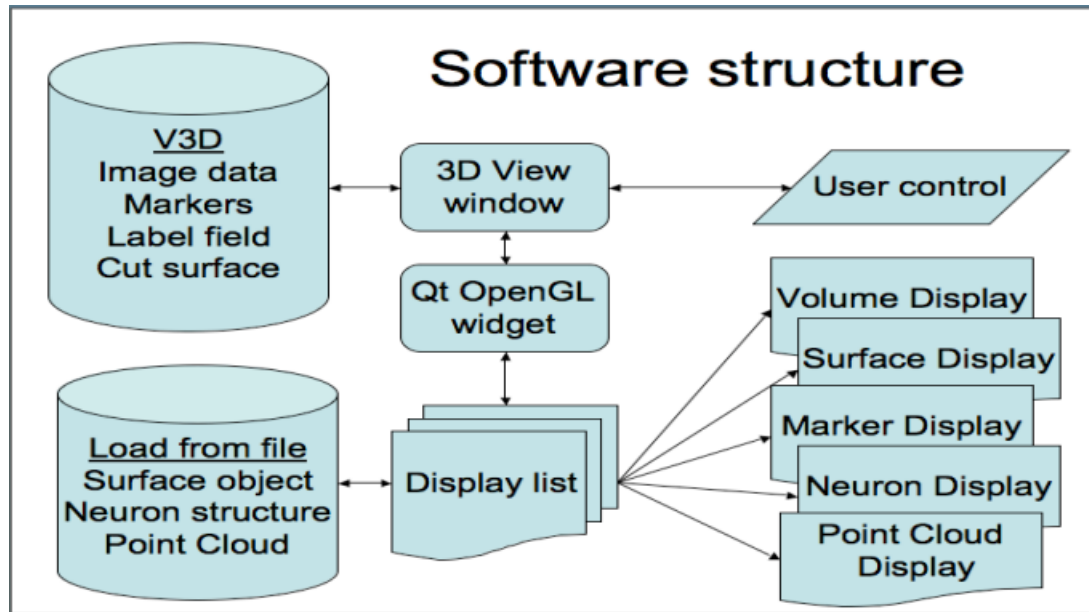 Software structure
V3D
Image data
Markers
Label field
Cut surface
3D View
window
User control
Qt OpenGL
widget
Load from file
Surface object
Neuron structure
Point Cloud
Display list
Volume Display
Surface Display
Marker Display
Neuron Display
Point Cloud
Display